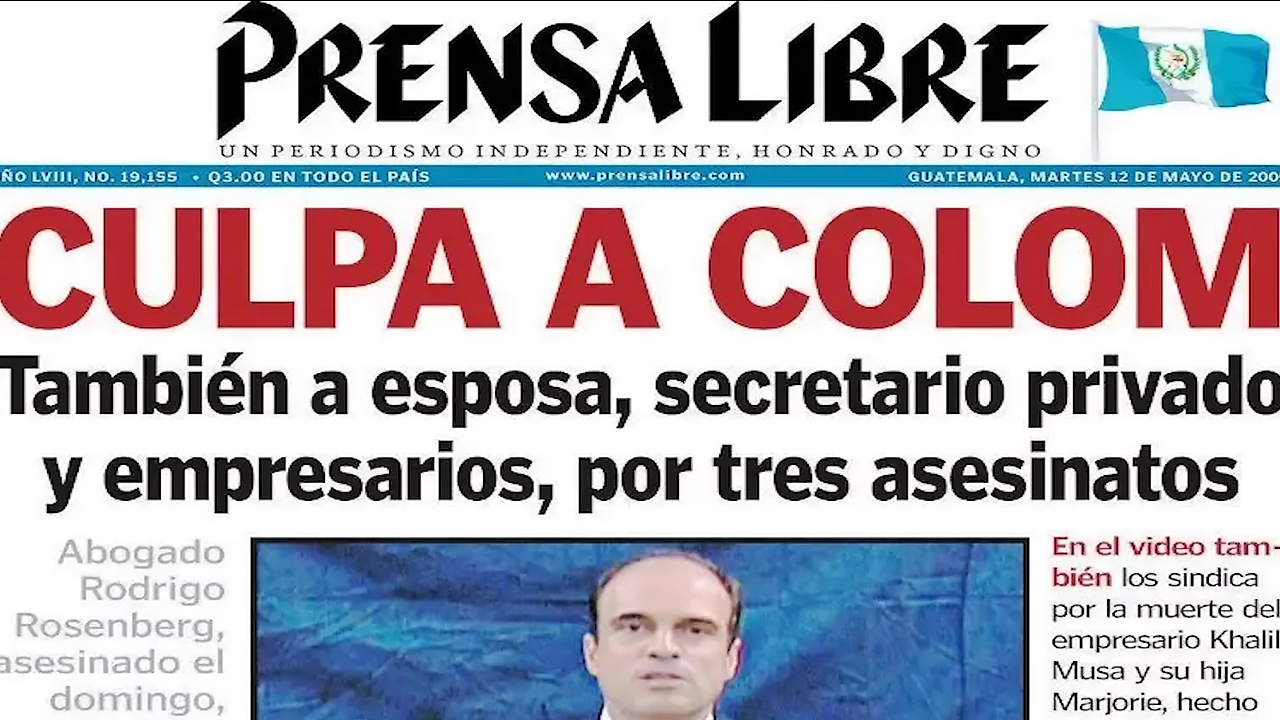 PRENSA LIBRE
UN PERIODISMO INDEPENDIENTE, HONRADO Y DIGNO
ÑO LVIII, NO. 19,155 • Q3.00 EN TODO EL PAÍS
www.prensalibre.com
GUATEMALA, MARTES 12 DE MAYO DE 200
CULPA A COLOM
También a esposa, secretario privado
y empresarios, por tres asesinatos
Abogado
Rodrigo
Rosenberg,
asesinado el
domingo,
En el video tam-
bién los sindica
por la muerte del
empresario Khalil
Musa y su hija
Marjorie, hecho